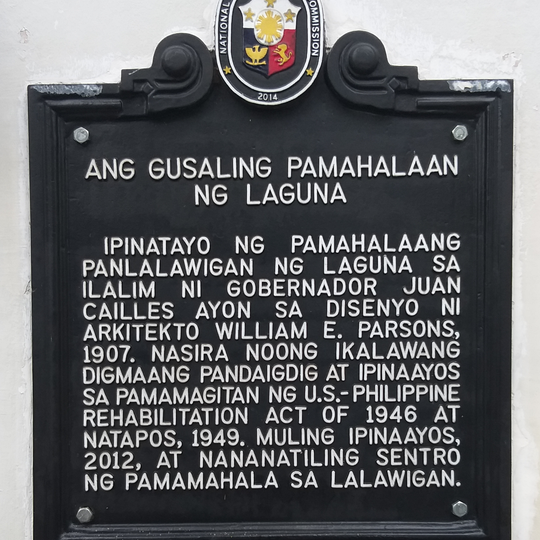 NATIONAL
COMMISSION
2014
ANG GUSALING PAMAHALAAN
NG LAGUNA
IPINATAYO NG PAMAHALAANG
PANLALAWIGAN NG LAGUNA SA
ILALIM NI GOBERNADOR JUAN
CAILLES AYON SA DISENYO NI
ARKITEKTO WILLIAM E. PARSONS,
1907. NASIRA NOONG IKALAWANG
DIGMAANG PANDAIGDIG AT IPINAAYOS
SA PAMAMAGITAN NG U.S.-PHILIPPINE
REHABILITATION ACT OF 1946 AT
NATAPOS, 1949. MULING IPINAAYOS,
2012, AT NANANATILING SENTRO
NG PAMAMAHALA SA LALAWIGAN.